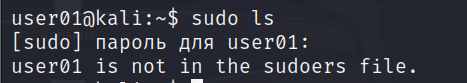 user01@kali:~$ sudo ls
[sudo] пароль для user01:
user01 is not in the sudoers file.